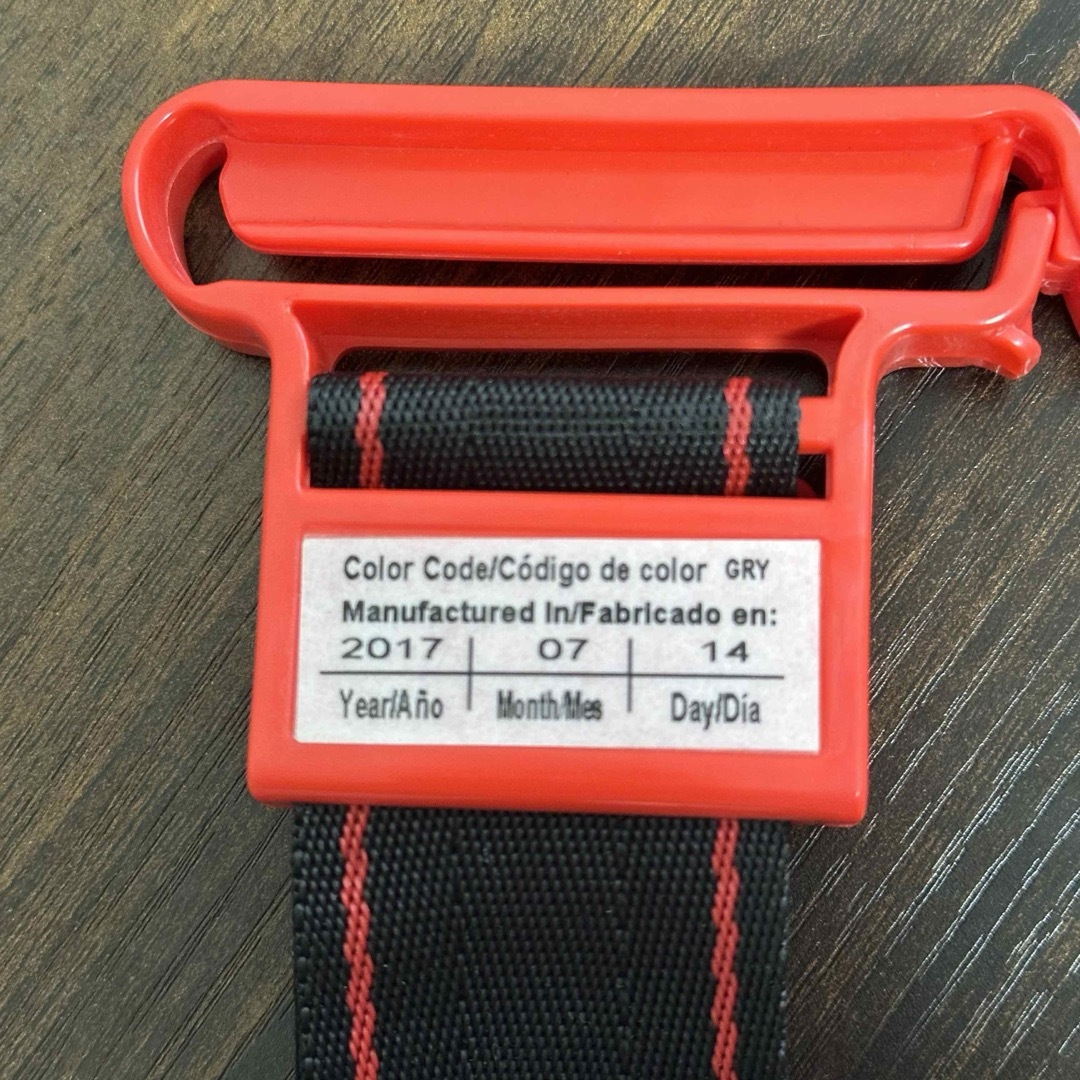 Color Code/Código de color GRY
Manufactured In/Fabricado en:
2017 07 14
Year/Año Month/Mes Day/Día